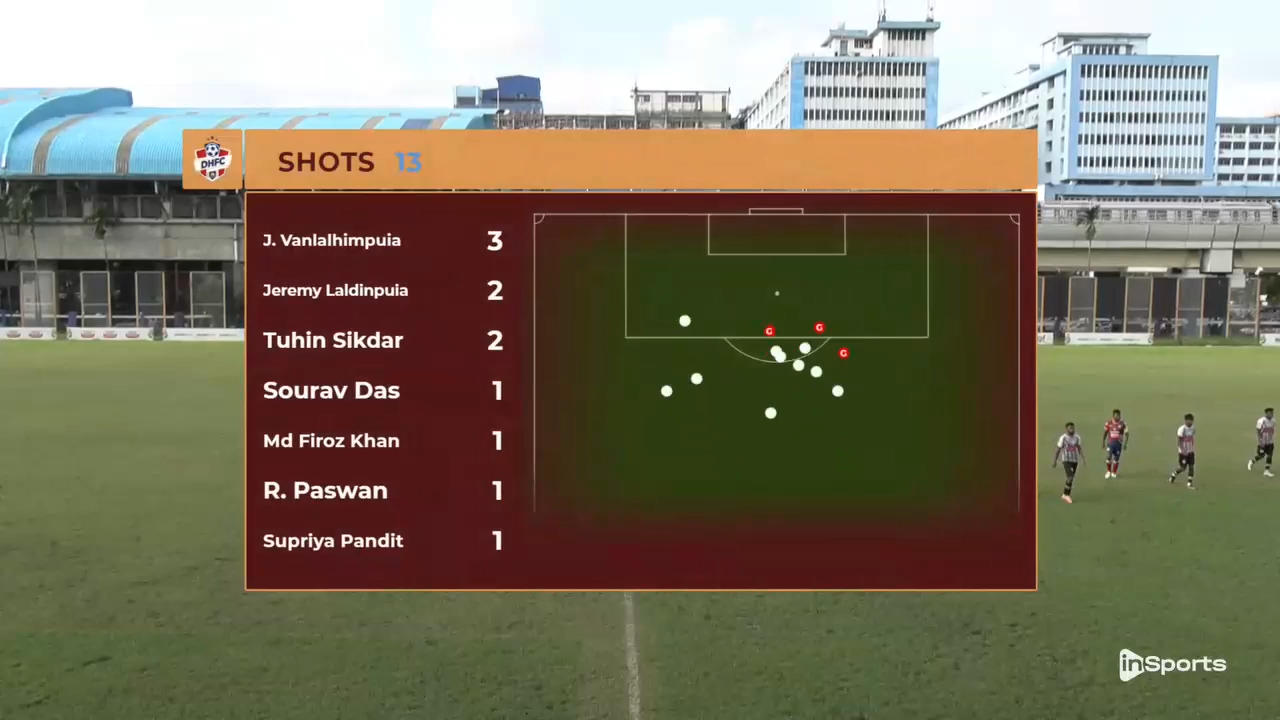 DHFC
SHOTS 13
J. Vanlalhimpuia 3
Jeremy Laldinpuia 2
Tuhin Sikdar 2
Sourav Das 1
Md Firoz Khan 1
R. Paswan 1
Supriya Pandit 1
G
G
G
inSports